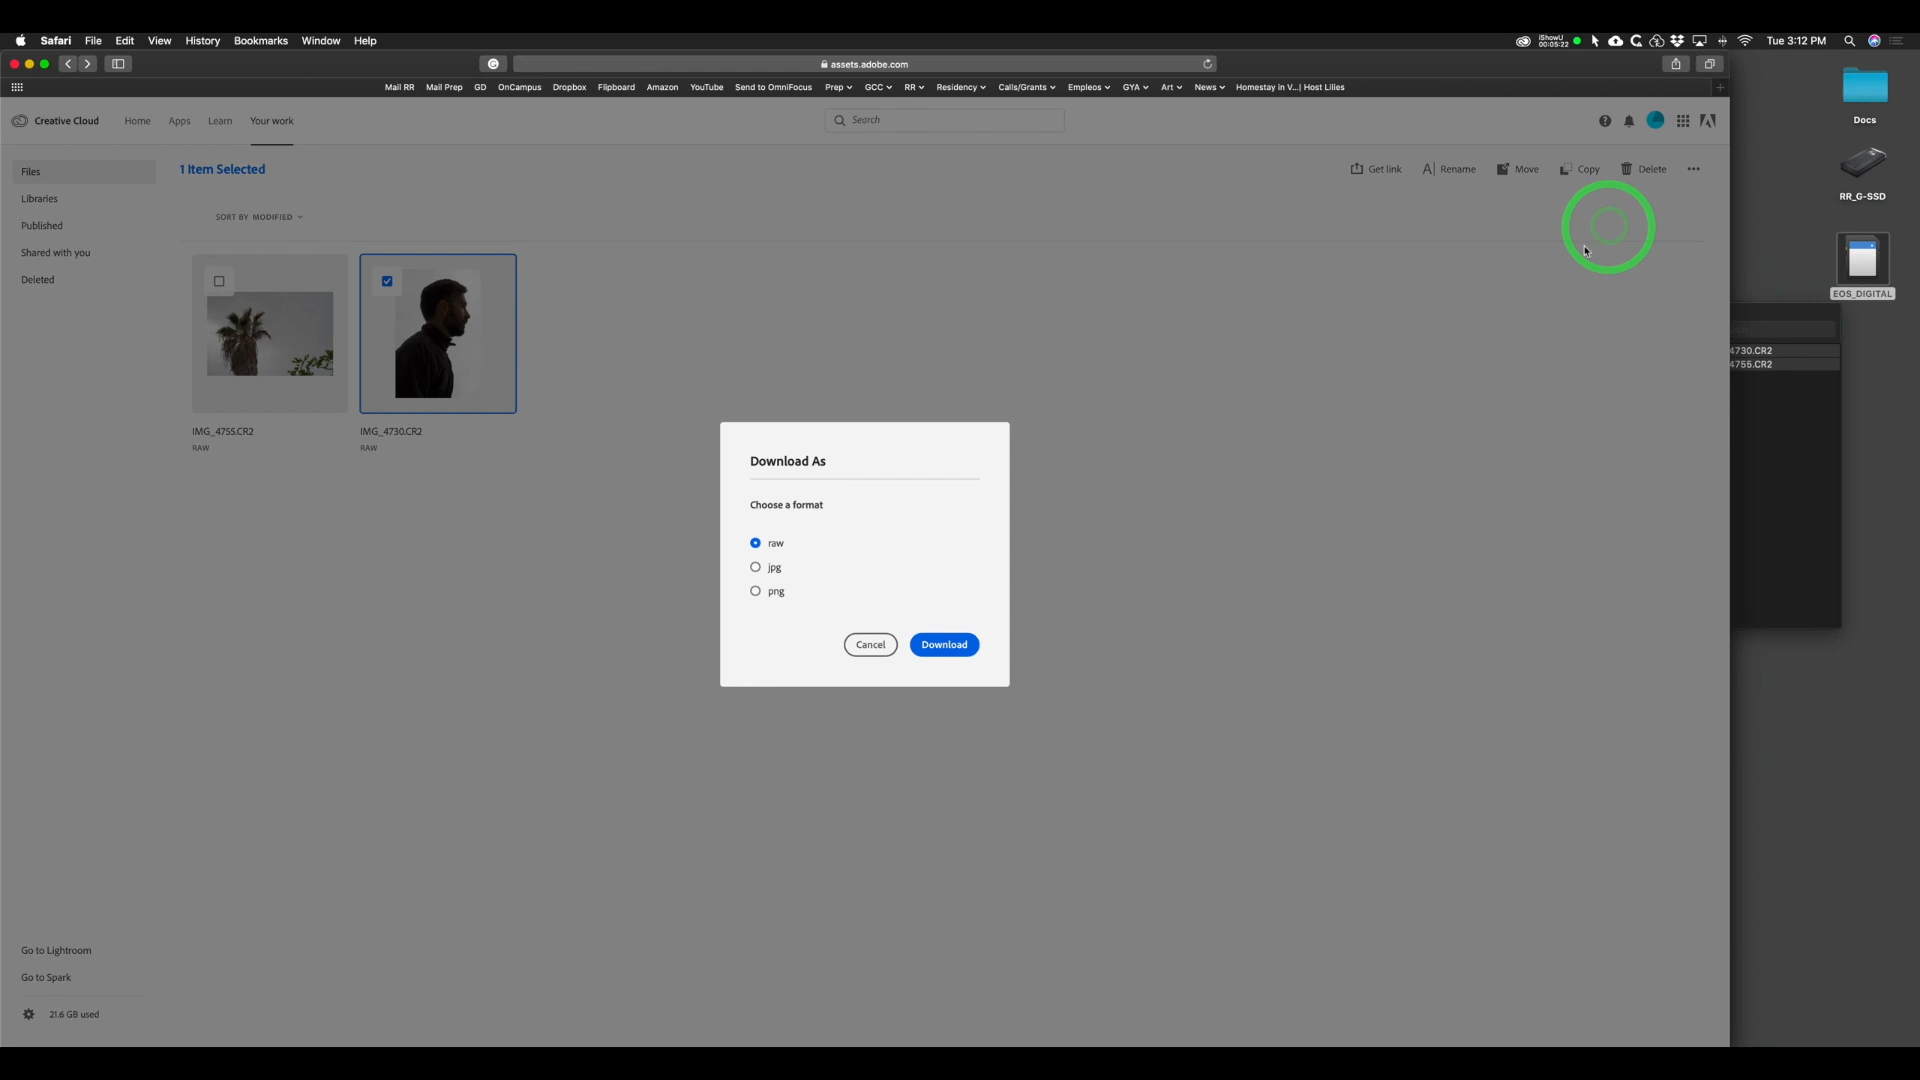 Safari File Edit View History Bookmarks Window Help
iShowU
00:05:22
Tue 3:12 PM
assets.adobe.com
Mail RR Mail Prep GD OnCampus Dropbox Flipboard Amazon YouTube Send to OmniFocus Prep GCC RR Residency Calls/Grants Empleos GYA Art News Homestay in V...| Host Lilies
Creative Cloud Home Apps Learn Your work
Search
Files
Libraries
Published
Shared with you
Deleted
1 Item Selected
Get link Rename Move Copy Delete
SORT BY MODIFIED
IMG_4755.CR2
RAW
IMG_4730.CR2
RAW
Download As
Choose a format
raw
jpg
png
Cancel Download
Go to Lightroom
Go to Spark
21.6 GB used
Docs
RR_G-SSD
EOS_DIGITAL
4730.CR2
4755.CR2